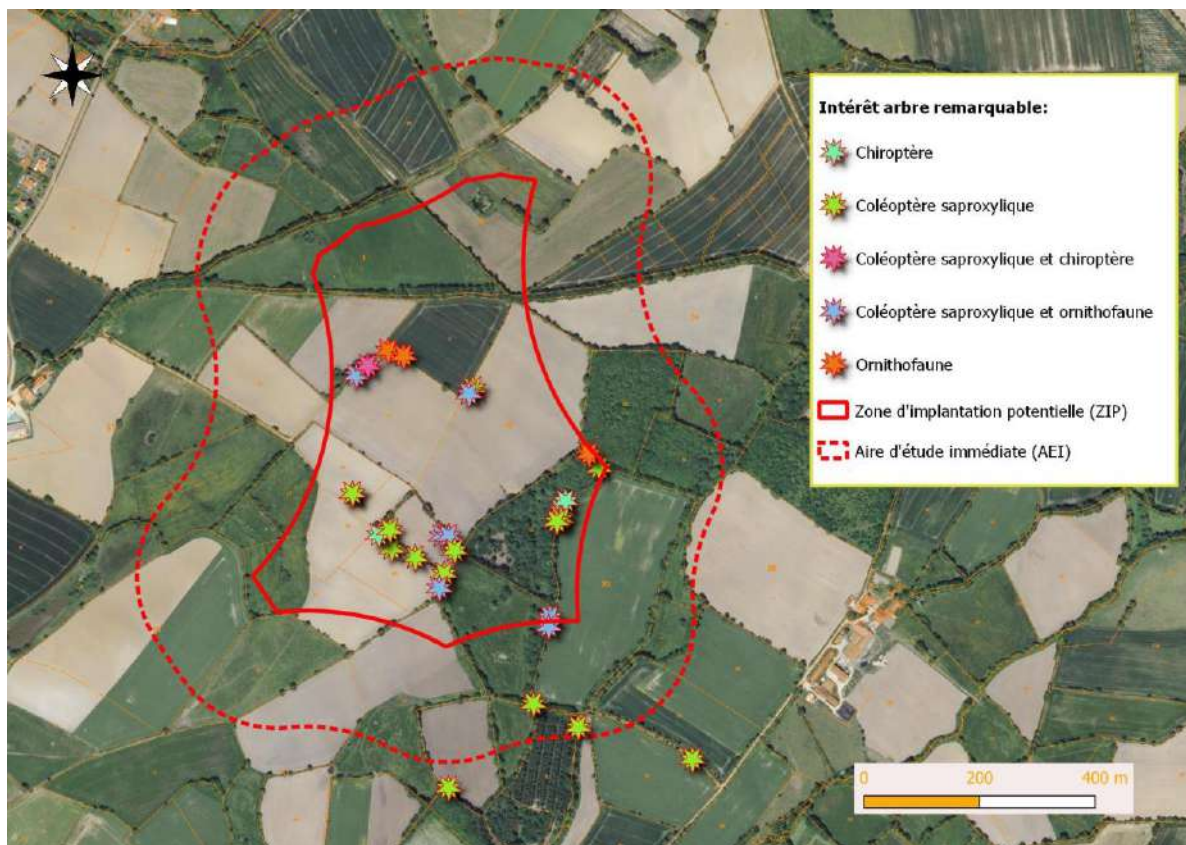 Intérêt arbre remarquable:
Chiroptère
Coléoptère saproxylique
Coléoptère saproxylique et chiroptère
Coléoptère saproxylique et ornithofaune
Ornithofaune
Zone d'implantation potentielle (ZIP)
Aire d'étude immédiate (AEI)
0 200 400 m